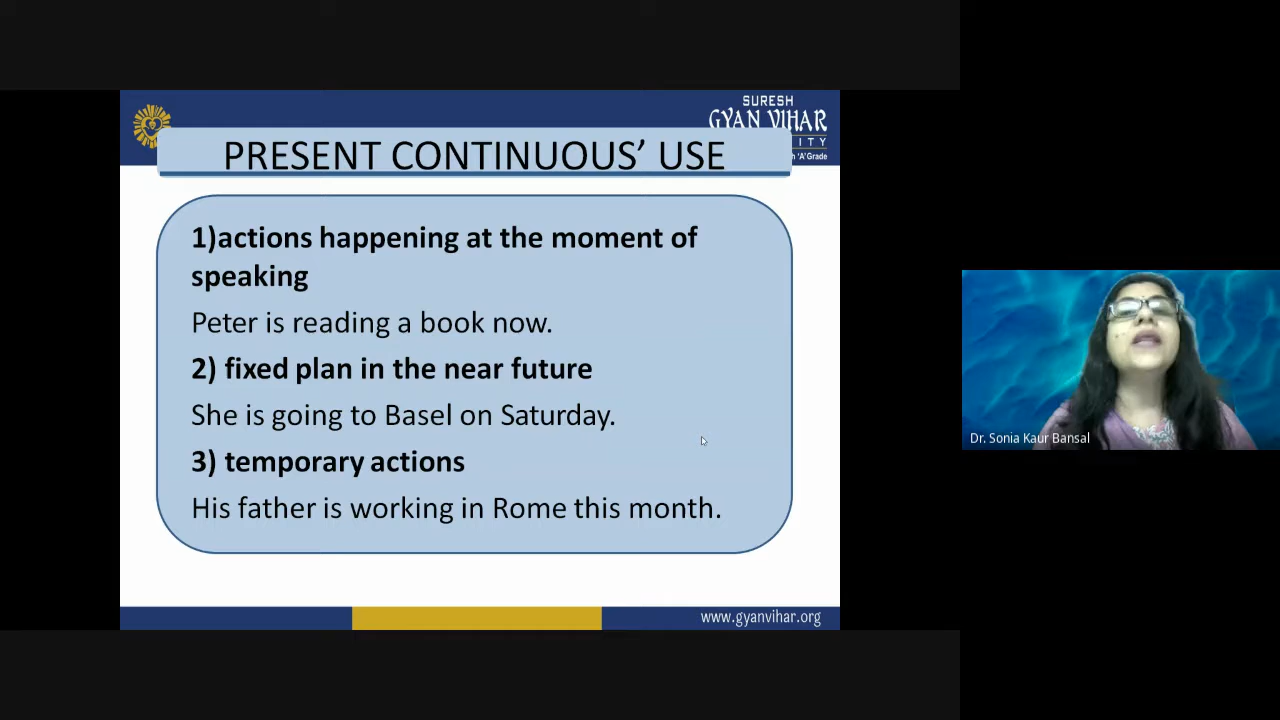 SURESH
GYAN VIHAR
ITY
h 'A' Grade
PRESENT CONTINUOUS’ USE
1)actions happening at the moment of
speaking
Peter is reading a book now.
2) fixed plan in the near future
She is going to Basel on Saturday.
3) temporary actions
His father is working in Rome this month.
www.gyanvihar.org
Dr. Sonia Kaur Bansal